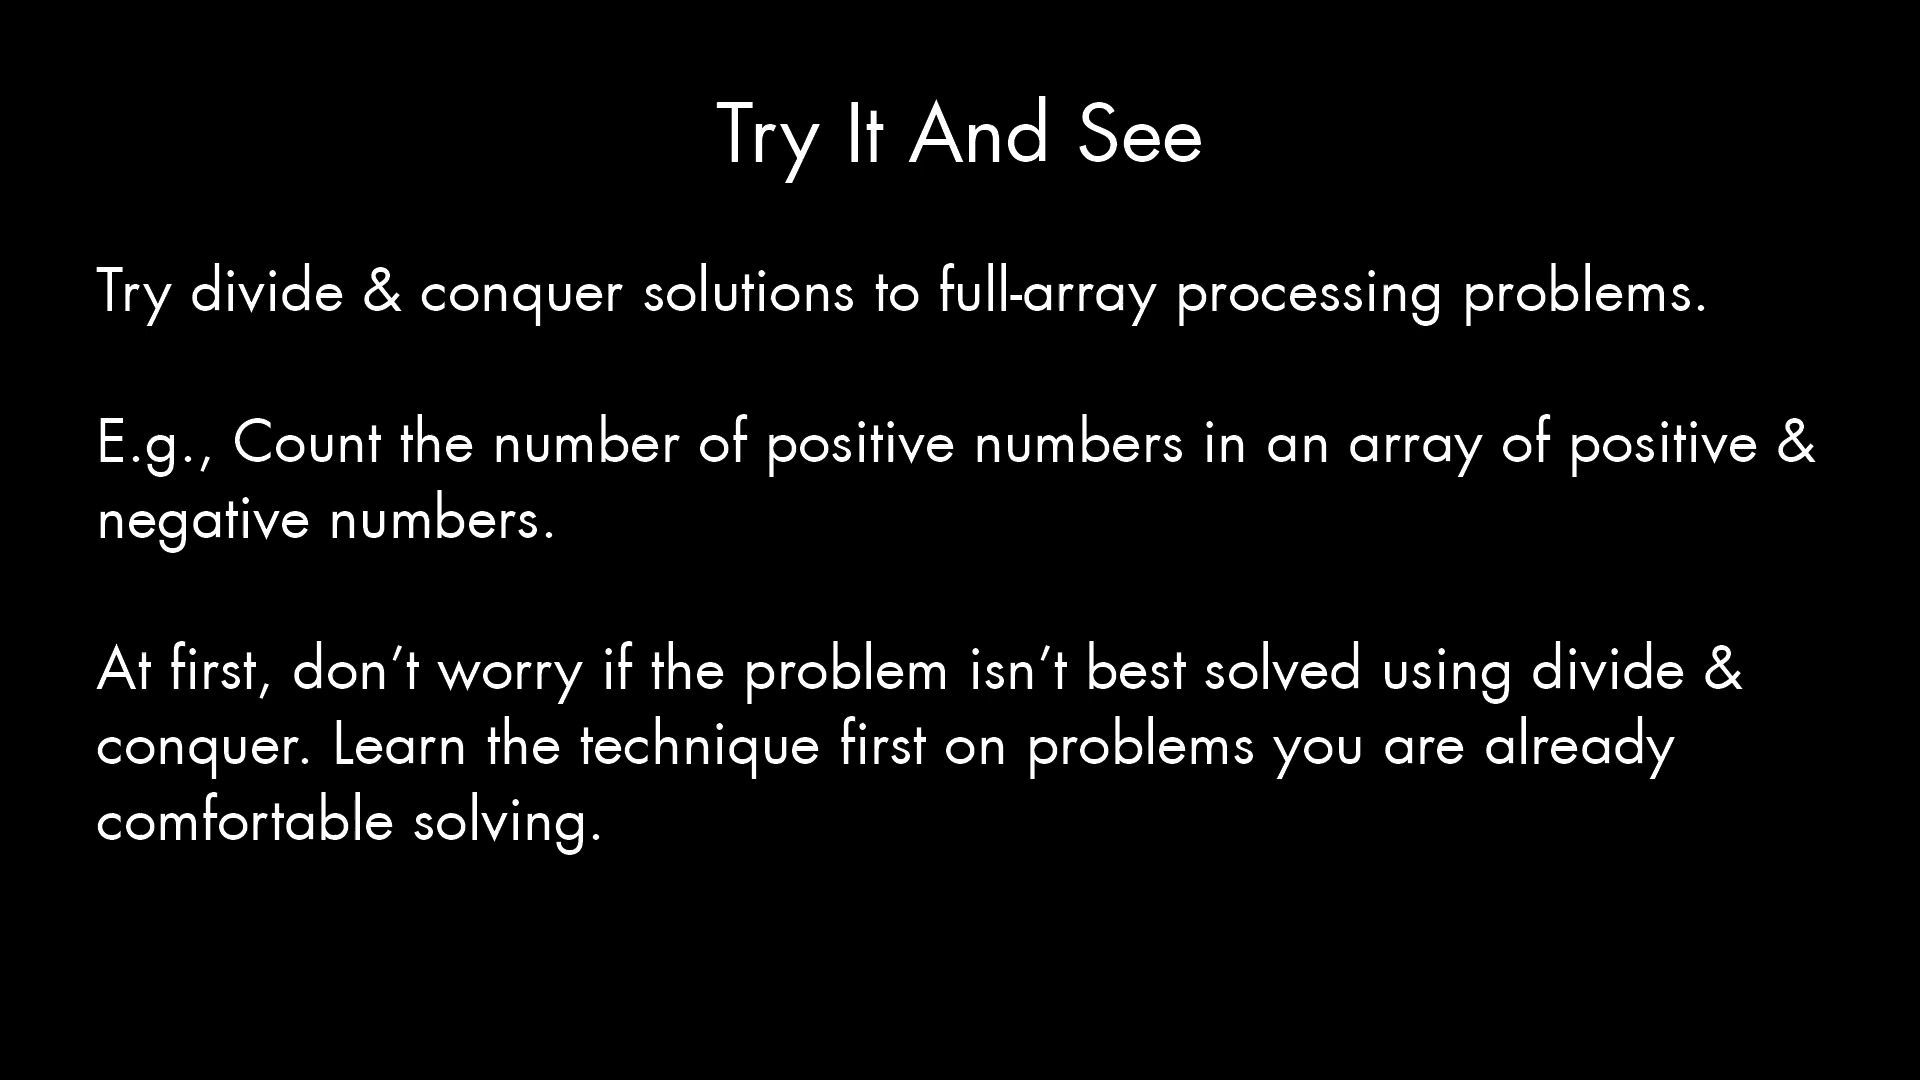 Try It And See
Try divide & conquer solutions to full-array processing problems.
E.g., Count the number of positive numbers in an array of positive &
negative numbers.
At first, don’t worry if the problem isn’t best solved using divide &
conquer. Learn the technique first on problems you are already
comfortable solving.